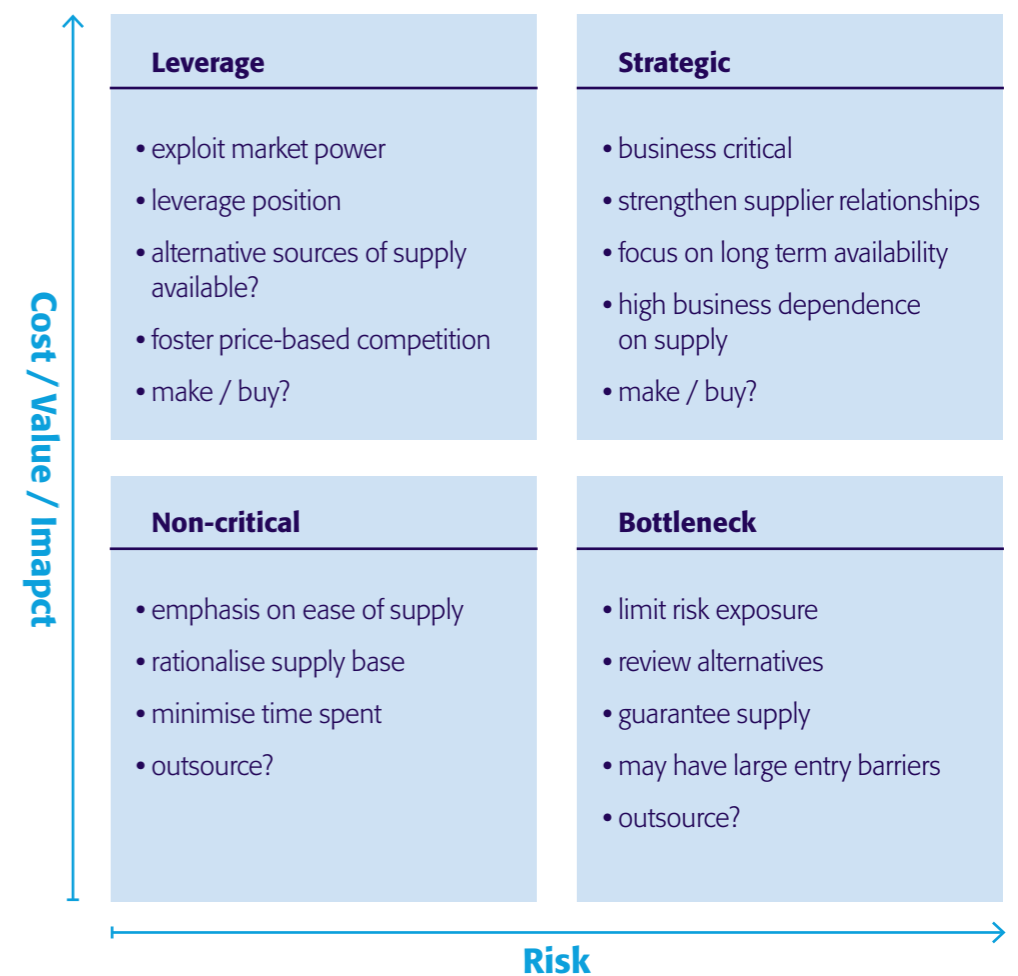 Leverage
• exploit market power
• leverage position
• alternative sources of supply
available?
• foster price-based competition
• make / buy?
Strategic
• business critical
• strengthen supplier relationships
• focus on long term availability
• high business dependence
on supply
• make / buy?
Cost / Value / Imapct
Non-critical
• emphasis on ease of supply
• rationalise supply base
• minimise time spent
• outsource?
Bottleneck
• limit risk exposure
• review alternatives
• guarantee supply
• may have large entry barriers
• outsource?
Risk